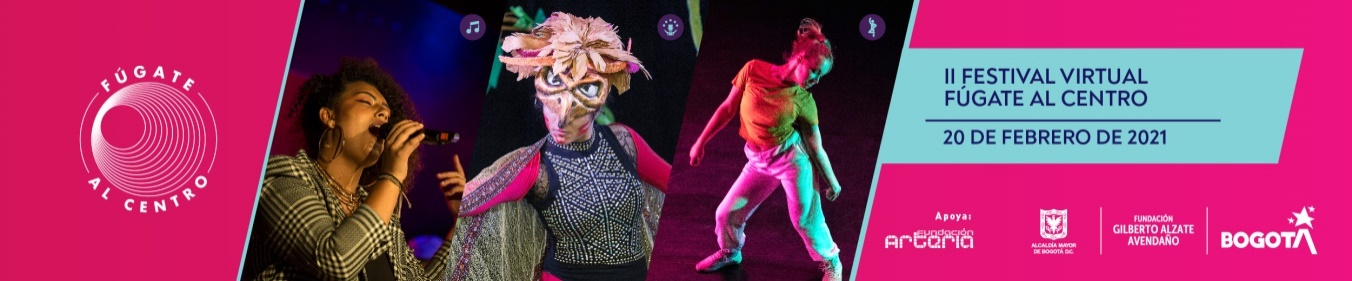 FÚGATE
AL CENTRO
II FESTIVAL VIRTUAL
FÚGATE AL CENTRO
20 DE FEBRERO DE 2021
Apoya:
Fundación
Arteria
ALCALDÍA MAYOR
DE BOGOTÁ D.C.
FUNDACIÓN
GILBERTO ALZATE
AVENDAÑO
BOGOTÁ